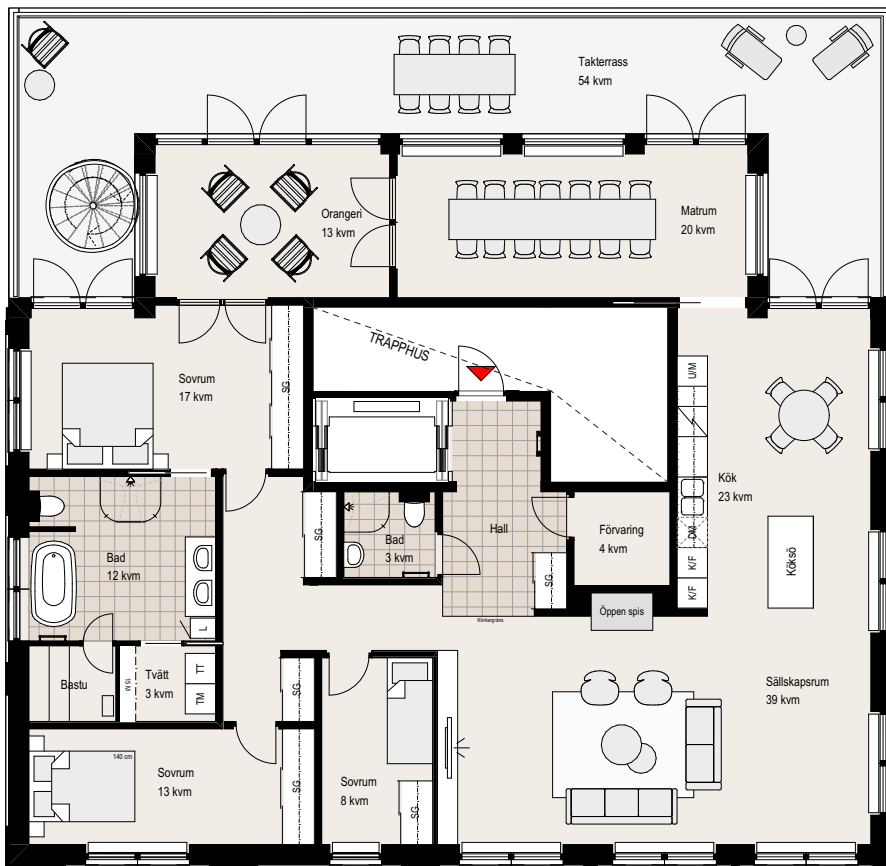 Takterrass
54 kvm
Orangeri
13 kvm
Matrum
20 kvm
TRAPPHUS
Sovrum
17 kvm
SG
U/M
Kök
23 kvm
DM
K/F
K/F
Köksö
Hall
Förvaring
4 kvm
SG
Bad
3 kvm
SG
Bad
12 kvm
L
Öppen spis
Klinkergräns
Bastu
Tvätt
3 kvm
15 M
TT
TM
SG
Sällskapsrum
39 kvm
140 cm
Sovrum
13 kvm
SG
Sovrum
8 kvm
SG